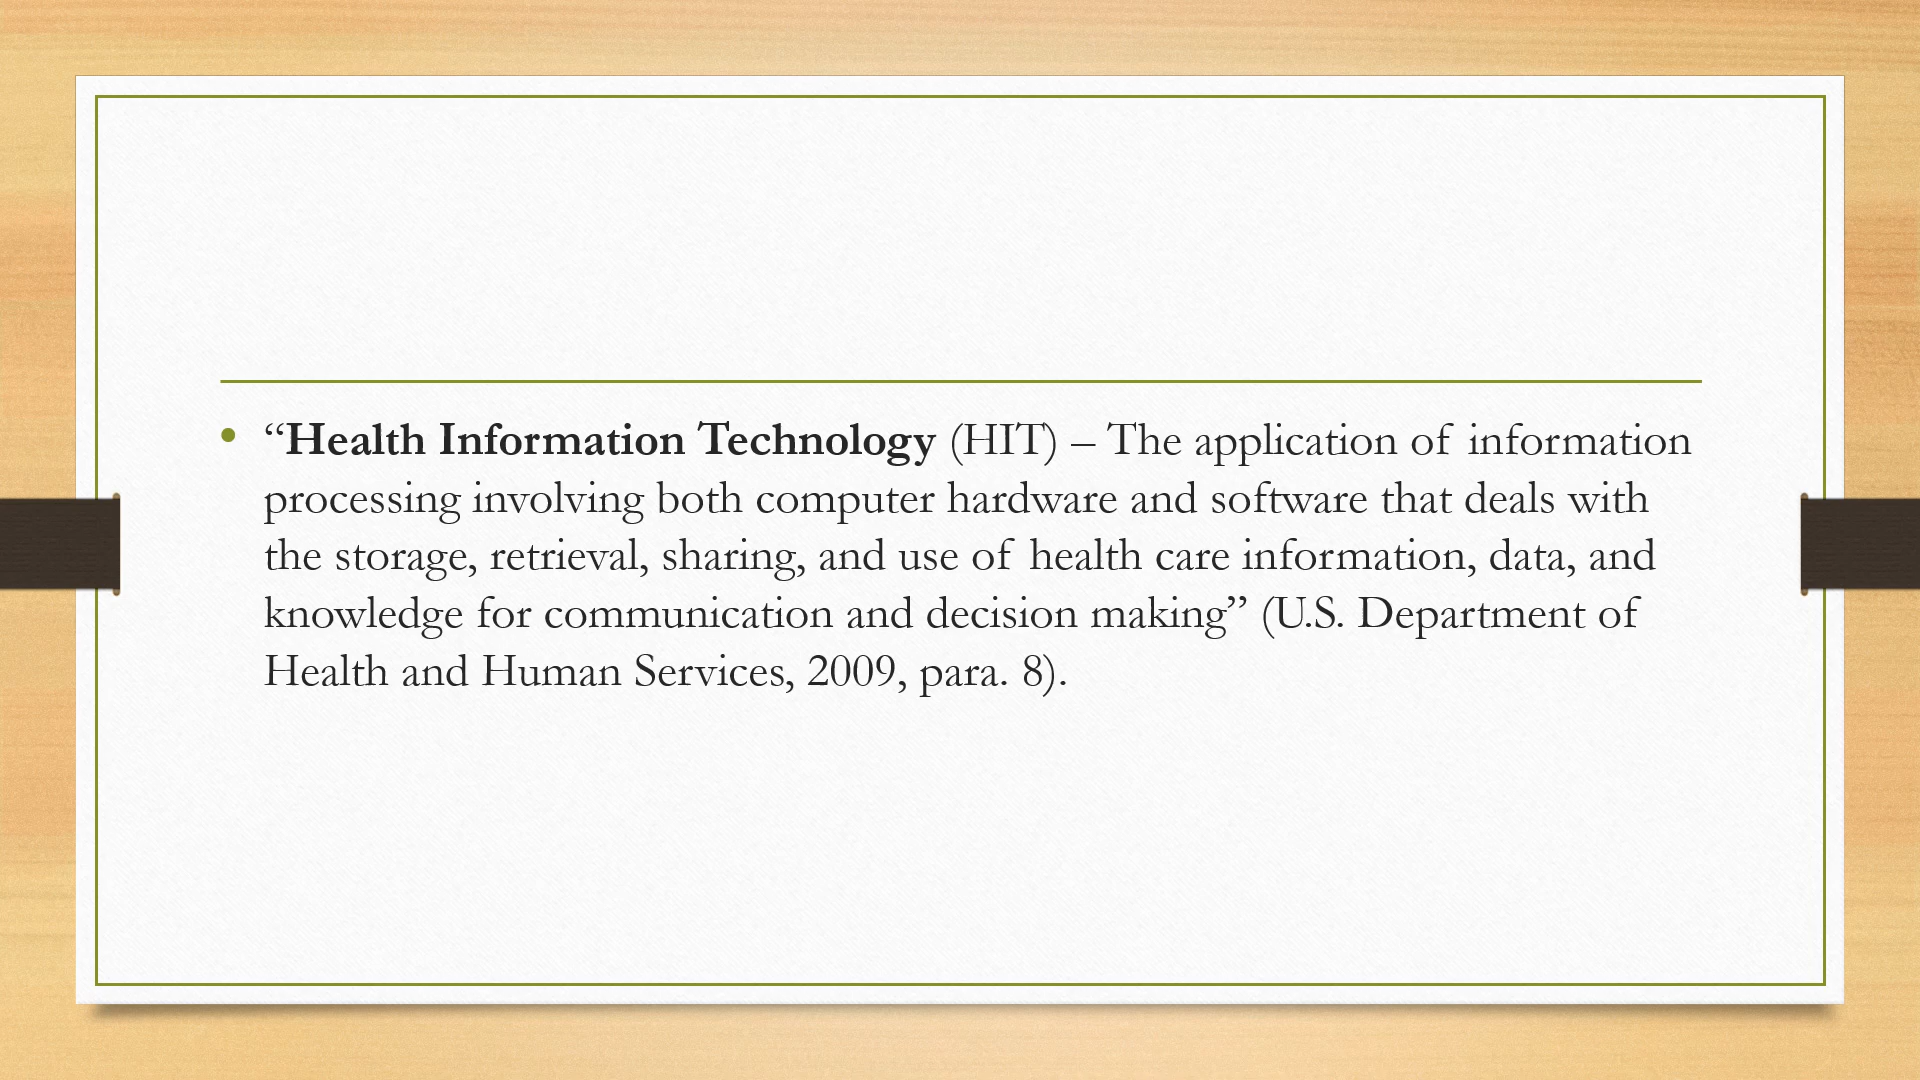 • “Health Information Technology (HIT) – The application of information
processing involving both computer hardware and software that deals with
the storage, retrieval, sharing, and use of health care information, data, and
knowledge for communication and decision making” (U.S. Department of
Health and Human Services, 2009, para. 8).